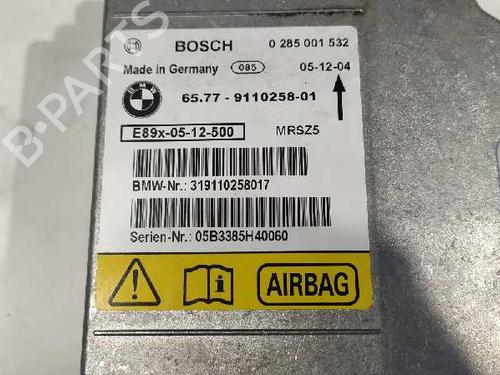 BOSCH 0 285 001 532
Made in Germany 085 05-12-04
BMW 65.77 - 9110258-01
E89x-05-12-500 MRSZ5
BMW-Nr.: 319110258017
Serien-Nr.: 05B3385H40060
! i AIRBAG
B-PARTS